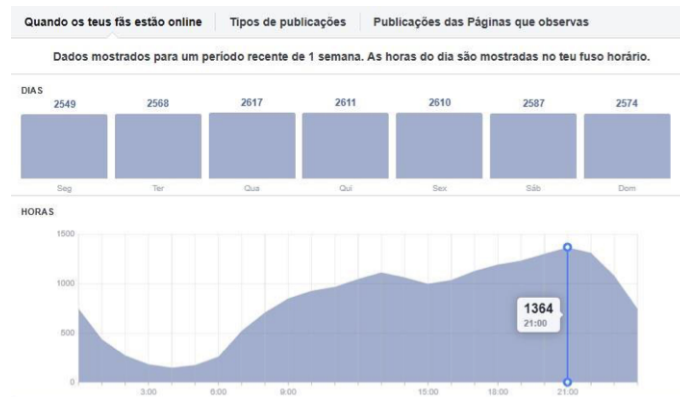 Quando os teus fãs estão online Tipos de publicações Publicações das Páginas que observas
Dados mostrados para um período recente de 1 semana. As horas do dia são mostradas no teu fuso horário.
DIAS
2549 2568 2617 2611 2610 2587 2574
Seg Ter Qua Qui Sex Sáb Dom
HORAS
1500
1000
1364
21:00
500
0
3:00 6:00 9:00 15:00 18:00 21:00